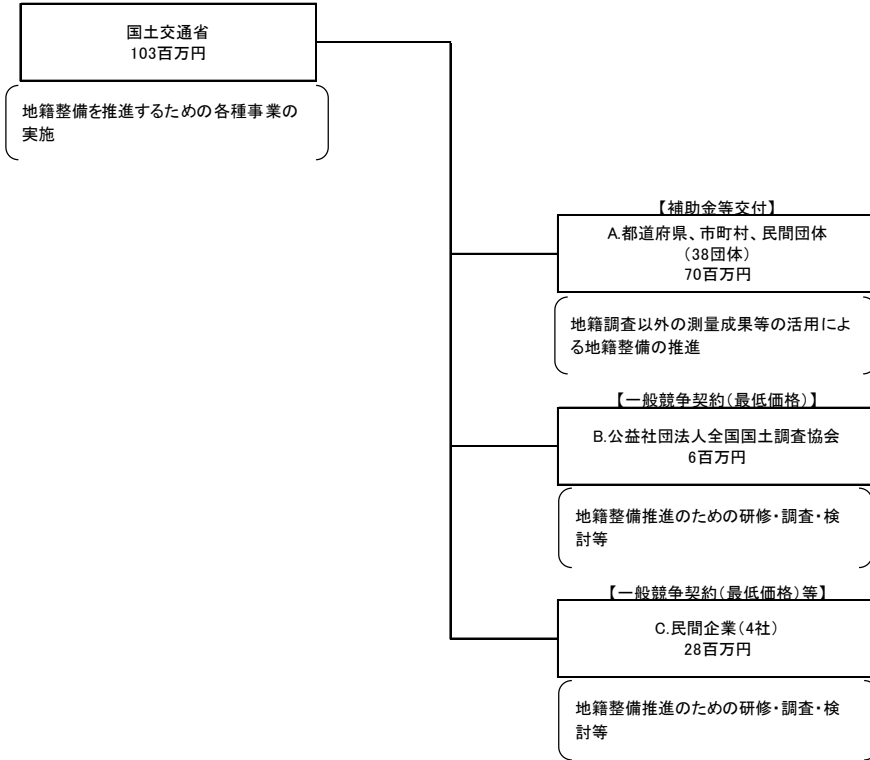 国土交通省
103百万円
地籍整備を推進するための各種事業の
実施
【補助金等交付】
A.都道府県、市町村、民間団体
（38団体）
70百万円
地籍調査以外の測量成果等の活用によ
る地籍整備の推進
【一般競争契約（最低価格）】
B.公益社団法人全国国土調査協会
6百万円
地籍整備推進のための研修・調査・検
討等
【一般競争契約（最低価格）等】
C.民間企業（4社）
28百万円
地籍整備推進のための研修・調査・検
討等